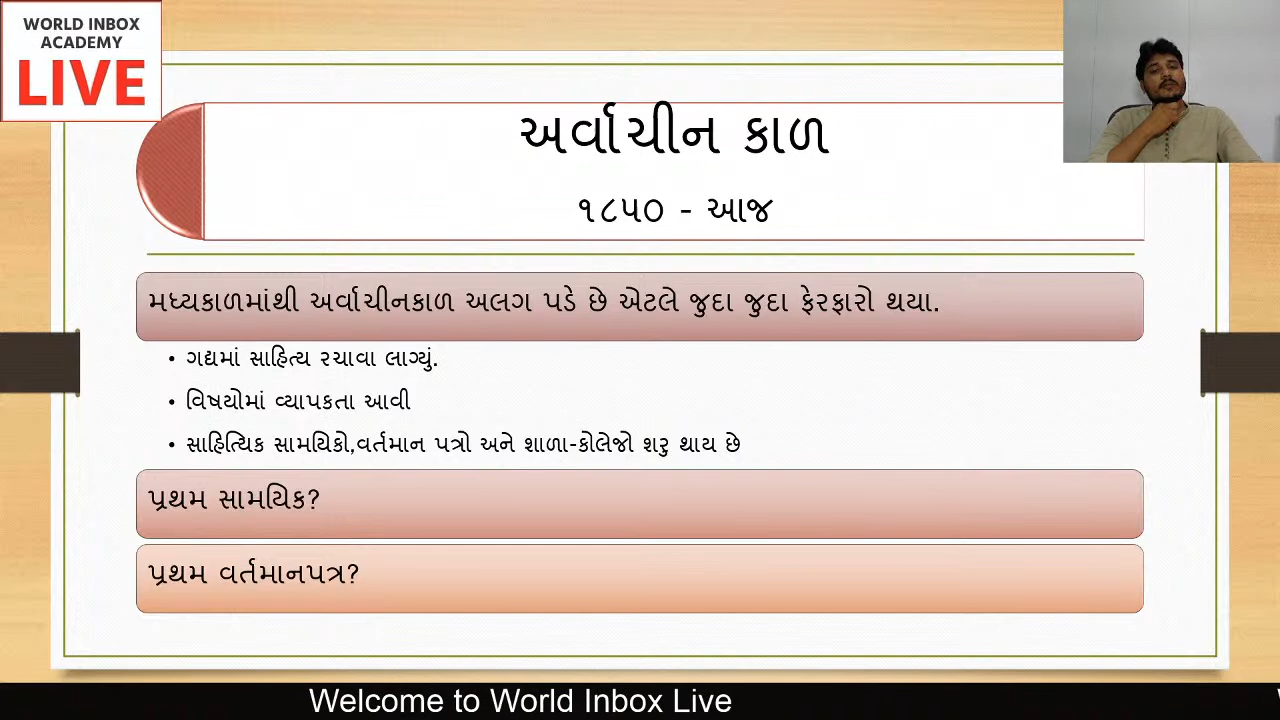 WORLD INBOX
ACADEMY
LIVE
અર્વાચીન કાળ
૧૮૫૦ - આજ
મધ્યકાળમાંથી અર્વાચીનકાળ અલગ પડે છે એટલે જુદા જુદા ફેરફારો થયા.
• ગદ્યમાં સાહિત્ય રચાવા લાગ્યું.
• વિષયોમાં વ્યાપકતા આવી
• સાહિત્યિક સામયિકો,વર્તમાન પત્રો અને શાળા-કોલેજો શરુ થાય છે
પ્રથમ સામયિક?
પ્રથમ વર્તમાનપત્ર?
Welcome to World Inbox Live